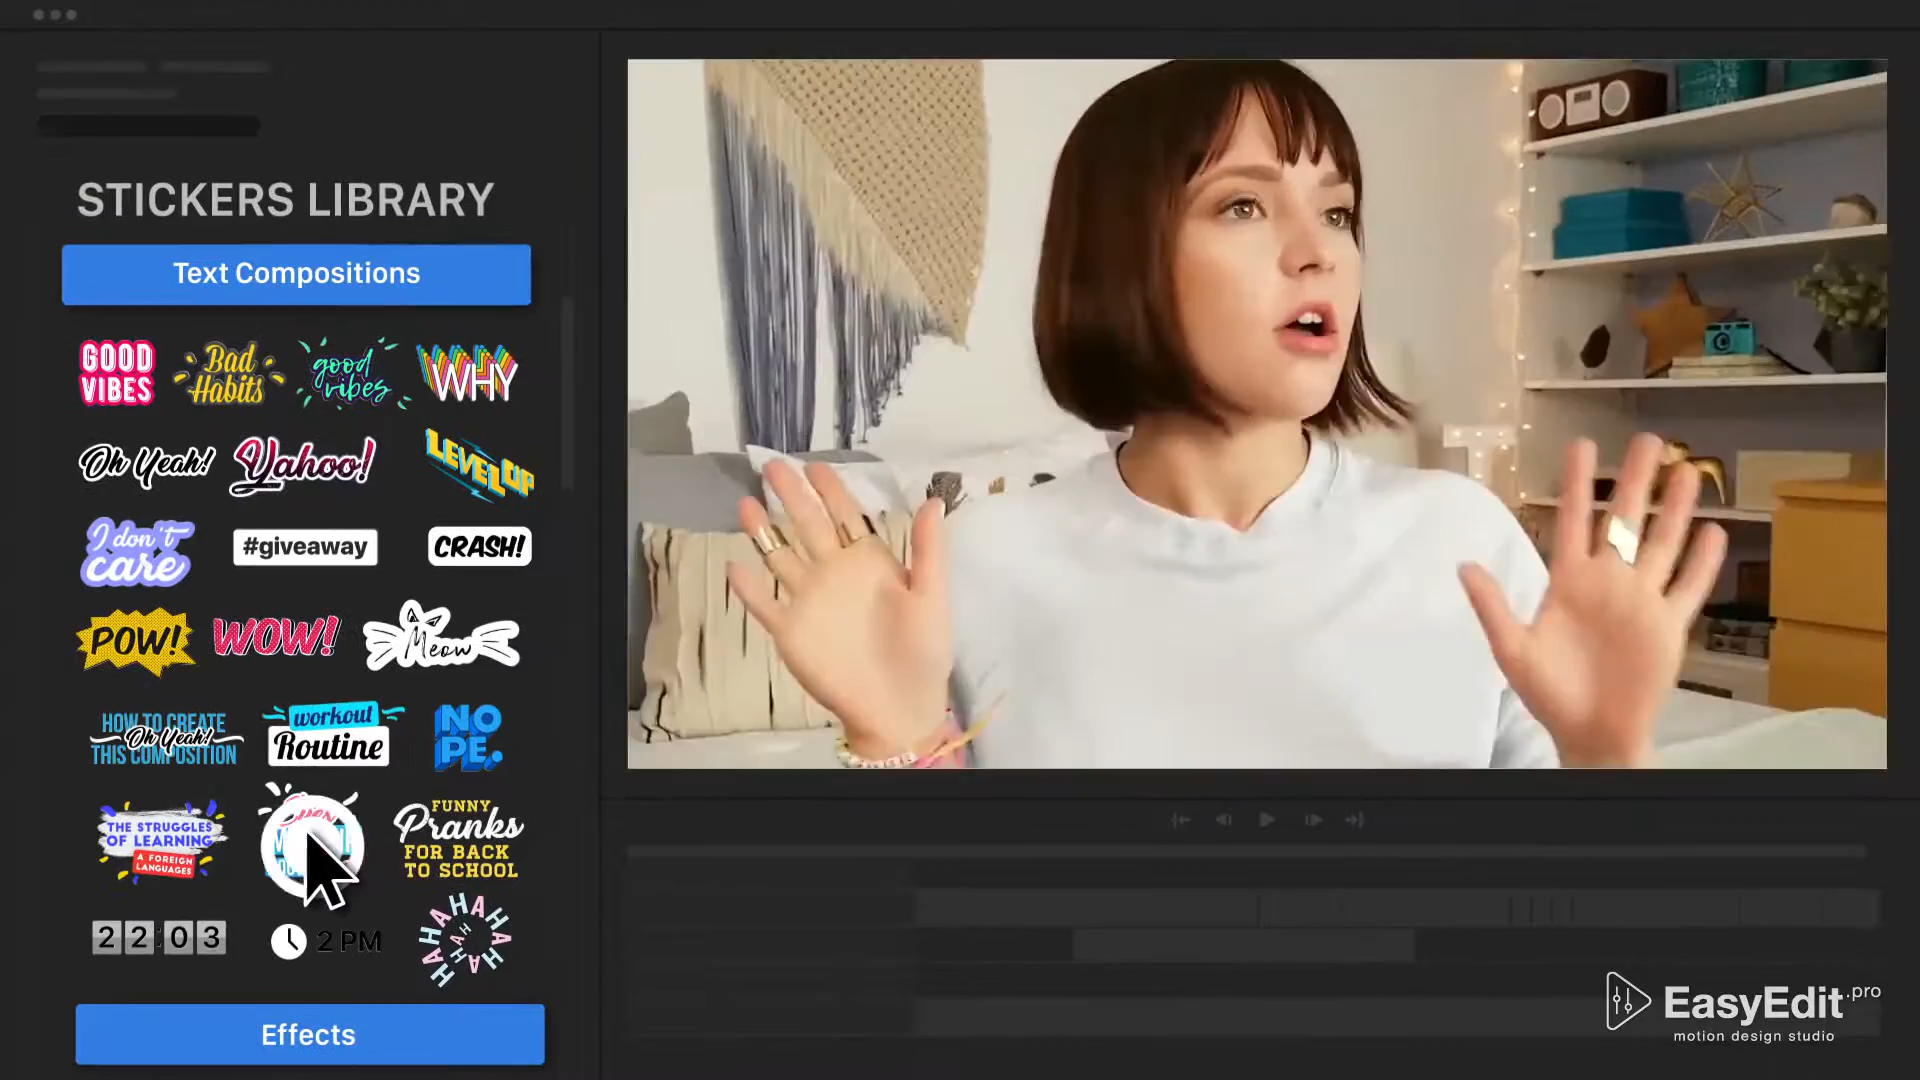 STICKERS LIBRARY
Text Compositions
GOOD
VIBES
Bad
Habits
good
vibes
WHY
Oh Yeah!
Yahoo!
LEVEL UP
I don't
care
#giveaway
CRASH!
POW!
WOW!
Meow
HOW TO CREATE
Oh Yeah!
THIS COMPOSITION
workout
Routine
NO
PE.
THE STRUGGLES
OF LEARNING
A FOREIGN
LANGUAGES
FUNNY
Pranks
FOR BACK
TO SCHOOL
22:03
2 PM
HAHAHAHAHAHA
Effects
EasyEdit.pro
motion design studio